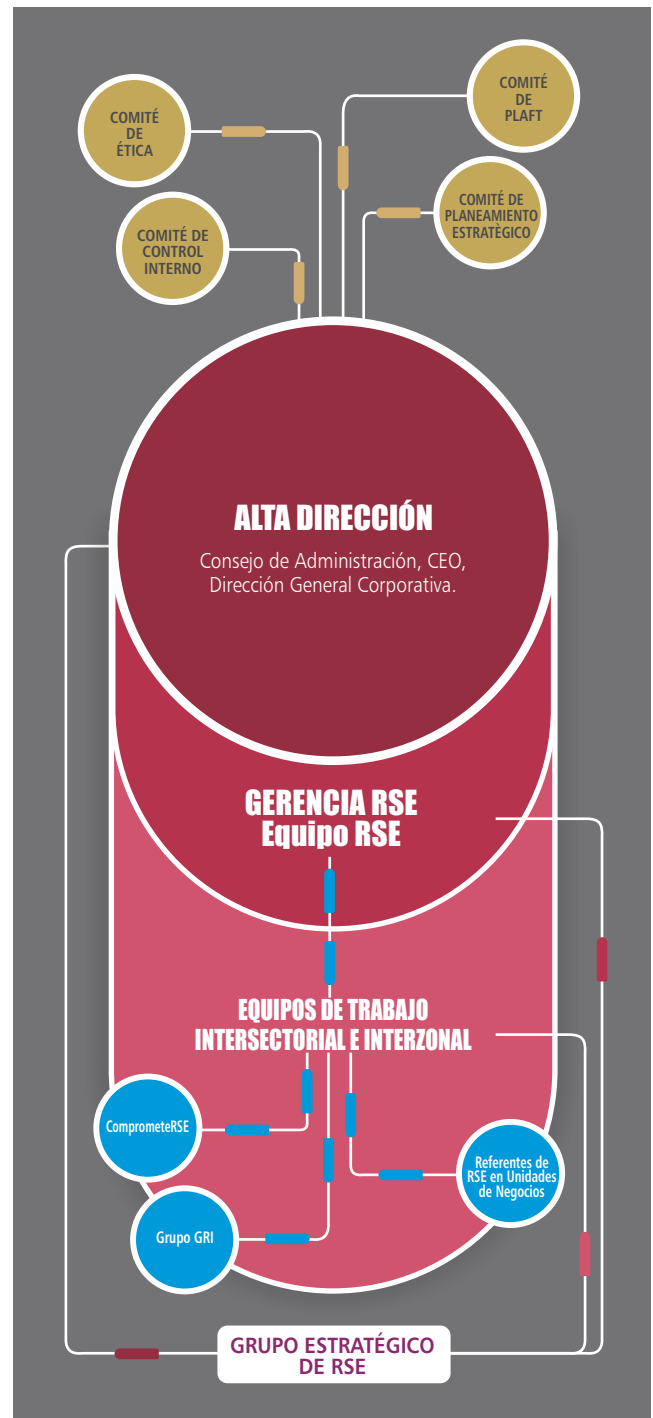 COMITÉ
DE
ÉTICA
COMITÉ
DE
PLAFT
COMITÉ DE
CONTROL
INTERNO
COMITÉ DE
PLANEAMIENTO
ESTRATÈGICO
ALTA DIRECCIÓN
Consejo de Administración, CEO,
Dirección General Corporativa.
GERENCIA RSE
Equipo RSE
EQUIPOS DE TRABAJO
INTERSECTORIAL E INTERZONAL
ComprometeRSE
Referentes de
RSE en Unidades
de Negocios
Grupo GRI
GRUPO ESTRATÉGICO
DE RSE